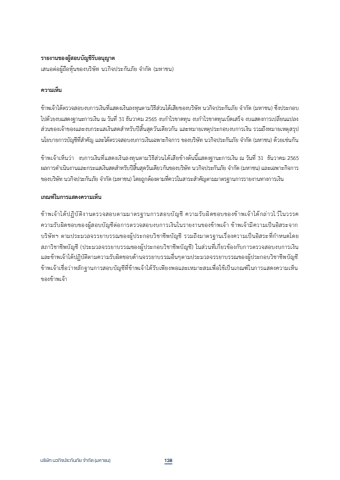 รายงานของผู้สอบบัญชีรับอนุญาต
เสนอต่อผู้ถือหุ้นของบริษัท นวกิจประกันภัย จำกัด (มหาชน)
ความเห็น
ข้าพเจ้าได้ตรวจสอบงบการเงินที่แสดงเงินลงทุนตามวิธีส่วนได้เสียของบริษัท นวกิจประกันภัย จำกัด (มหาชน) ซึ่งประกอบ
ไปด้วยงบแสดงฐานะการเงิน ณ วันที่ 31 ธันวาคม 2565 งบกำไรขาดทุน งบกำไรขาดทุนเบ็ดเสร็จ งบแสดงการเปลี่ยนแปลง
ส่วนของเจ้าของและงบกระแสเงินสดสำหรับปีสิ้นสุดวันเดียวกัน และหมายเหตุประกอบงบการเงิน รวมถึงหมายเหตุสรุป
นโยบายการบัญชีที่สำคัญ และได้ตรวจสอบงบการเงินเฉพาะกิจการ ของบริษัท นวกิจประกันภัย จำกัด (มหาชน) ด้วยเช่นกัน
ข้าพเจ้าเห็นว่า งบการเงินที่แสดงเงินลงทุนตามวิธีส่วนได้เสียข้างต้นนี้แสดงฐานะการเงิน ณ วันที่ 31 ธันวาคม 2565
ผลการดำเนินงานและกระแสเงินสดสำหรับปีสิ้นสุดวันเดียวกันของบริษัท นวกิจประกันภัย จำกัด (มหาชน) และเฉพาะกิจการ
ของบริษัท นวกิจประกันภัย จำกัด (มหาชน) โดยถูกต้องตามที่ควรในสาระสำคัญตามมาตรฐานการรายงานทางการเงิน
เกณฑ์ในการแสดงความเห็น
ข้าพเจ้าได้ปฏิบัติงานตรวจสอบตามมาตรฐานการสอบบัญชี ความรับผิดชอบของข้าพเจ้าได้กล่าวไว้ในวรรค
ความรับผิดชอบของผู้สอบบัญชีต่อการตรวจสอบงบการเงินในรายงานของข้าพเจ้า ข้าพเจ้ามีความเป็นอิสระจาก
บริษัทฯ ตามประมวลจรรยาบรรณของผู้ประกอบวิชาชีพบัญชี รวมถึงมาตรฐานเรื่องความเป็นอิสระที่กำหนดโดย
สภาวิชาชีพบัญชี (ประมวลจรรยาบรรณของผู้ประกอบวิชาชีพบัญชี) ในส่วนที่เกี่ยวข้องกับการตรวจสอบงบการเงิน
และข้าพเจ้าได้ปฏิบัติตามความรับผิดชอบด้านจรรยาบรรณอื่นๆตามประมวลจรรยาบรรณของผู้ประกอบวิชาชีพบัญชี
ข้าพเจ้าเชื่อว่าหลักฐานการสอบบัญชีที่ข้าพเจ้าได้รับเพียงพอและเหมาะสมเพื่อใช้เป็นเกณฑ์ในการแสดงความเห็น
ของข้าพเจ้า
บริษัท นวกิจประกันภัย จำกัด (มหาชน)
138